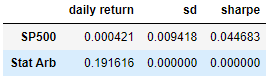 daily return sd sharpe
SP500 0.000421 0.009418 0.044683
Stat Arb 0.191616 0.000000 0.000000